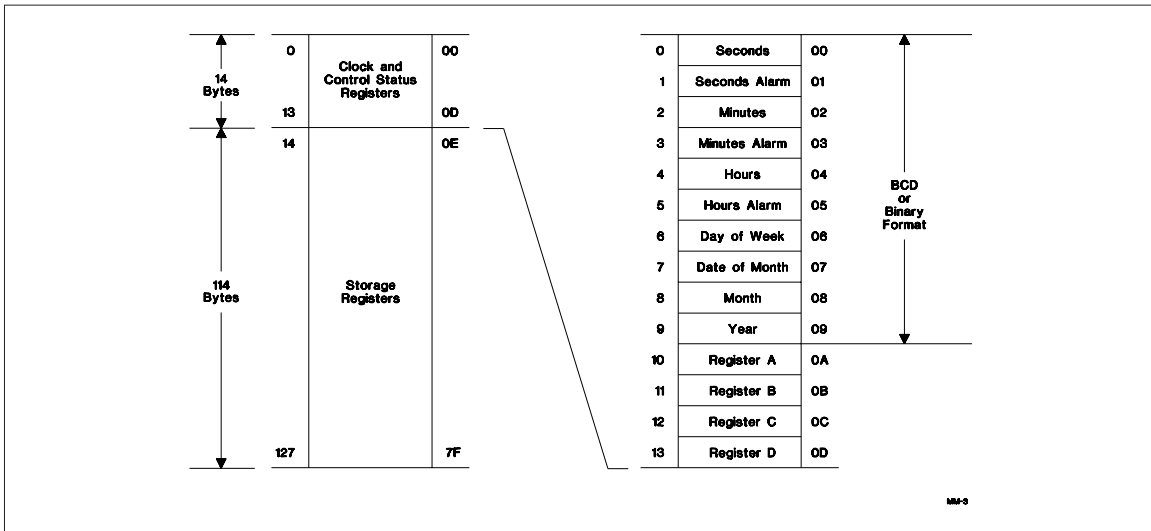 0 00
14
Bytes
Clock and
Control Status
Registers
13 0D
14 0E
114
Bytes
Storage
Registers
127 7F
0 Seconds 00
1 Seconds Alarm 01
2 Minutes 02
3 Minutes Alarm 03
4 Hours 04
5 Hours Alarm 05
6 Day of Week 06
7 Date of Month 07
8 Month 08
9 Year 09
10 Register A 0A
11 Register B 0B
12 Register C 0C
13 Register D 0D
BCD
or
Binary
Format
MM-3